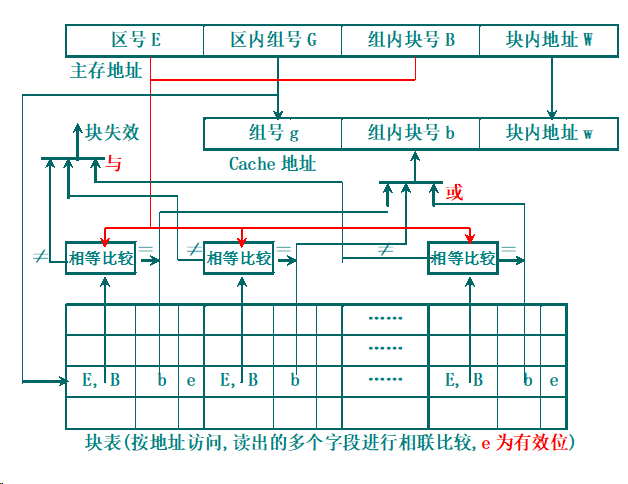 区号 E 区内组号 G 组内块号 B 块内地址 W
主存地址
块失效
与
组号 g 组内块号 b 块内地址 w
Cache 地址
或
≠ 相等比较 = ≠ 相等比较 = ≠ 相等比较 =
……
……
E, B b e E, B b …… E, B b e
块表(按地址访问,读出的多个字段进行相联比较,e 为有效位)